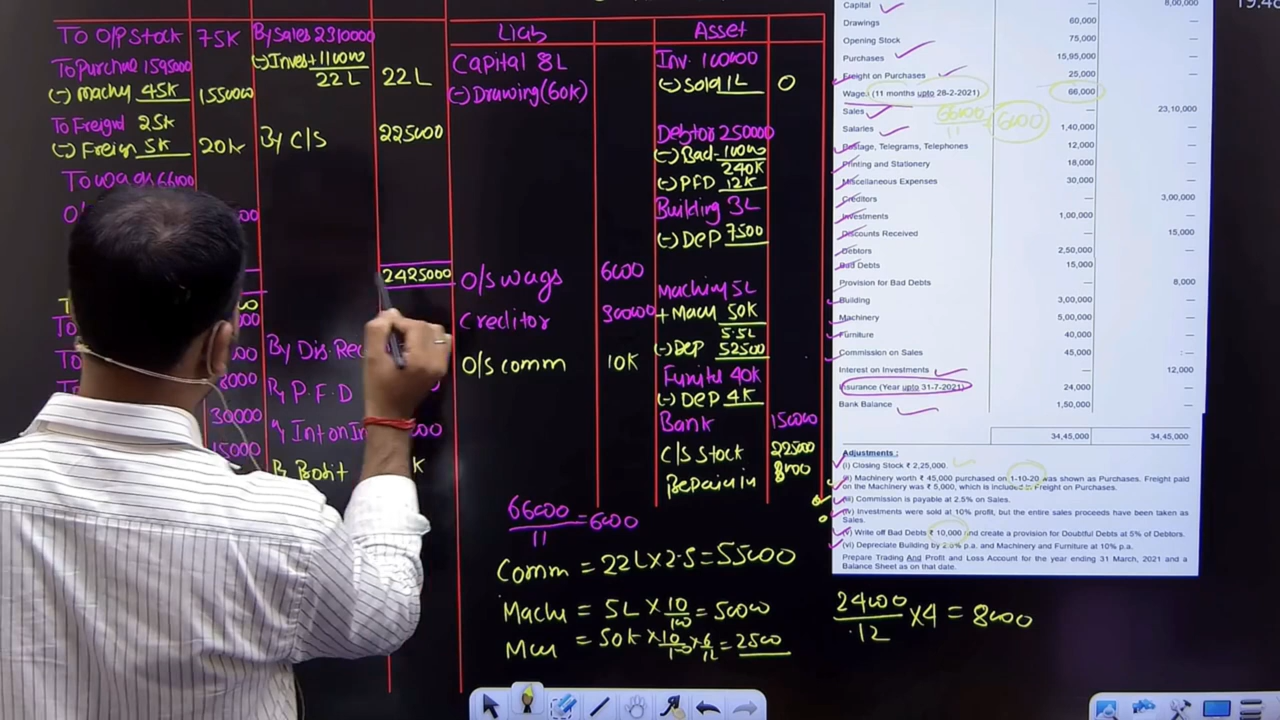 To O/P Stock 75K
To Purchase 1595000
(-) Machy 45K 1550000
To Freight 25K
(-) Freigh 5K 20K
To Wags 66000
O/
By Sales 2310000
(-) Invest 110000
22 L 22 L
By C/S 225000
2425000
By Dis. Rec
By P.F.D
By Int on In
By Profit K
3000
30000
15000
Liab
Capital 8L
(-) Drawing (60k)
O/S wags 6000
Creditor 300000
O/S comm 10K
Asset
Inv. 100000
(-) Sold 1L 0
Debtor 250000
(-) Bad 10000
240K
(-) PFD 12K
Building 3L
(-) DeP 7500
Machiny 5L
+ Mach 50K
5.5L
(-) DeP 52500
Funite 40K
(-) DeP 4K
Bank 150000
C/S Stock 225000
Prepaid in 8000
66000/11 = 6000
Comm = 22L X 2.5 = 55000
Mach = 5L X 10/100 = 50000
Mac = 50K X 10/100 X 6/12 = 2500
24000/12 X 4 = 8000
19:48
Capital 8,00,000
Drawings 60,000 —
Opening Stock 75,000 —
Purchases 15,95,000 —
Freight on Purchases 25,000 —
Wages (11 months upto 28-2-2021) 66,000 —
66000/11 = 6000
Sales — 23,10,000
Salaries 1,40,000 —
Postage, Telegrams, Telephones 12,000 —
Printing and Stationery 18,000 —
Miscellaneous Expenses 30,000 —
Creditors — 3,00,000
Investments 1,00,000 —
Discounts Received — 15,000
Debtors 2,50,000 —
Bad Debts 15,000 —
Provision for Bad Debts — 8,000
Building 3,00,000 —
Machinery 5,00,000 —
Furniture 40,000 —
Commission on Sales 45,000 —
Interest on Investments — 12,000
Insurance (Year upto 31-7-2021) 24,000 —
Bank Balance 1,50,000 —
34,45,000 34,45,000
Adjustments :
(i) Closing Stock ₹ 2,25,000.
(ii) Machinery worth ₹ 45,000 purchased on 1-10-20 was shown as Purchases. Freight paid
on the Machinery was ₹ 5,000, which is included in Freight on Purchases.
(iii) Commission is payable at 2.5% on Sales.
(iv) Investments were sold at 10% profit, but the entire sales proceeds have been taken as
Sales.
(v) Write off Bad Debts ₹ 10,000 and create a provision for Doubtful Debts at 5% of Debtors.
(vi) Depreciate Building by 2.5% p.a. and Machinery and Furniture at 10% p.a.
Prepare Trading And Profit and Loss Account for the year ending 31 March, 2021 and a
Balance Sheet as on that date.